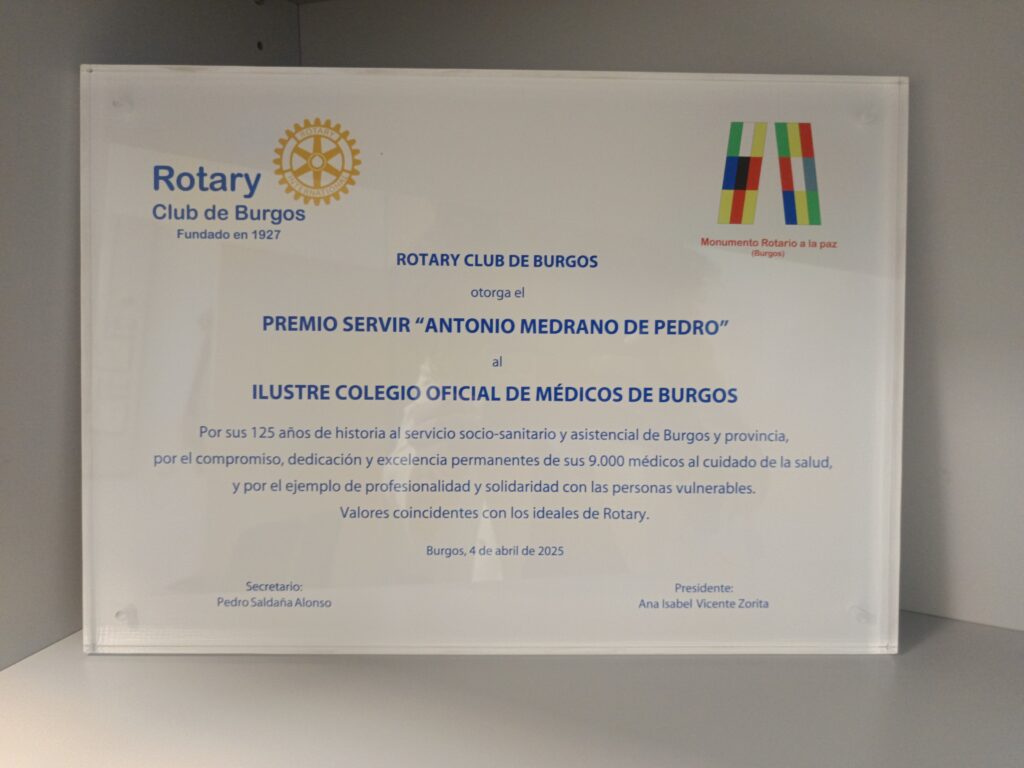 ROTARY
INTERNATIONAL
Rotary
Club de Burgos
Fundado en 1927
Monumento Rotario a la paz
(Burgos)
ROTARY CLUB DE BURGOS
otorga el
PREMIO SERVIR “ANTONIO MEDRANO DE PEDRO”
al
ILUSTRE COLEGIO OFICIAL DE MÉDICOS DE BURGOS
Por sus 125 años de historia al servicio socio-sanitario y asistencial de Burgos y provincia,
por el compromiso, dedicación y excelencia permanentes de sus 9.000 médicos al cuidado de la salud,
y por el ejemplo de profesionalidad y solidaridad con las personas vulnerables.
Valores coincidentes con los ideales de Rotary.
Burgos, 4 de abril de 2025
Secretario:
Pedro Saldaña Alonso
Presidente:
Ana Isabel Vicente Zorita